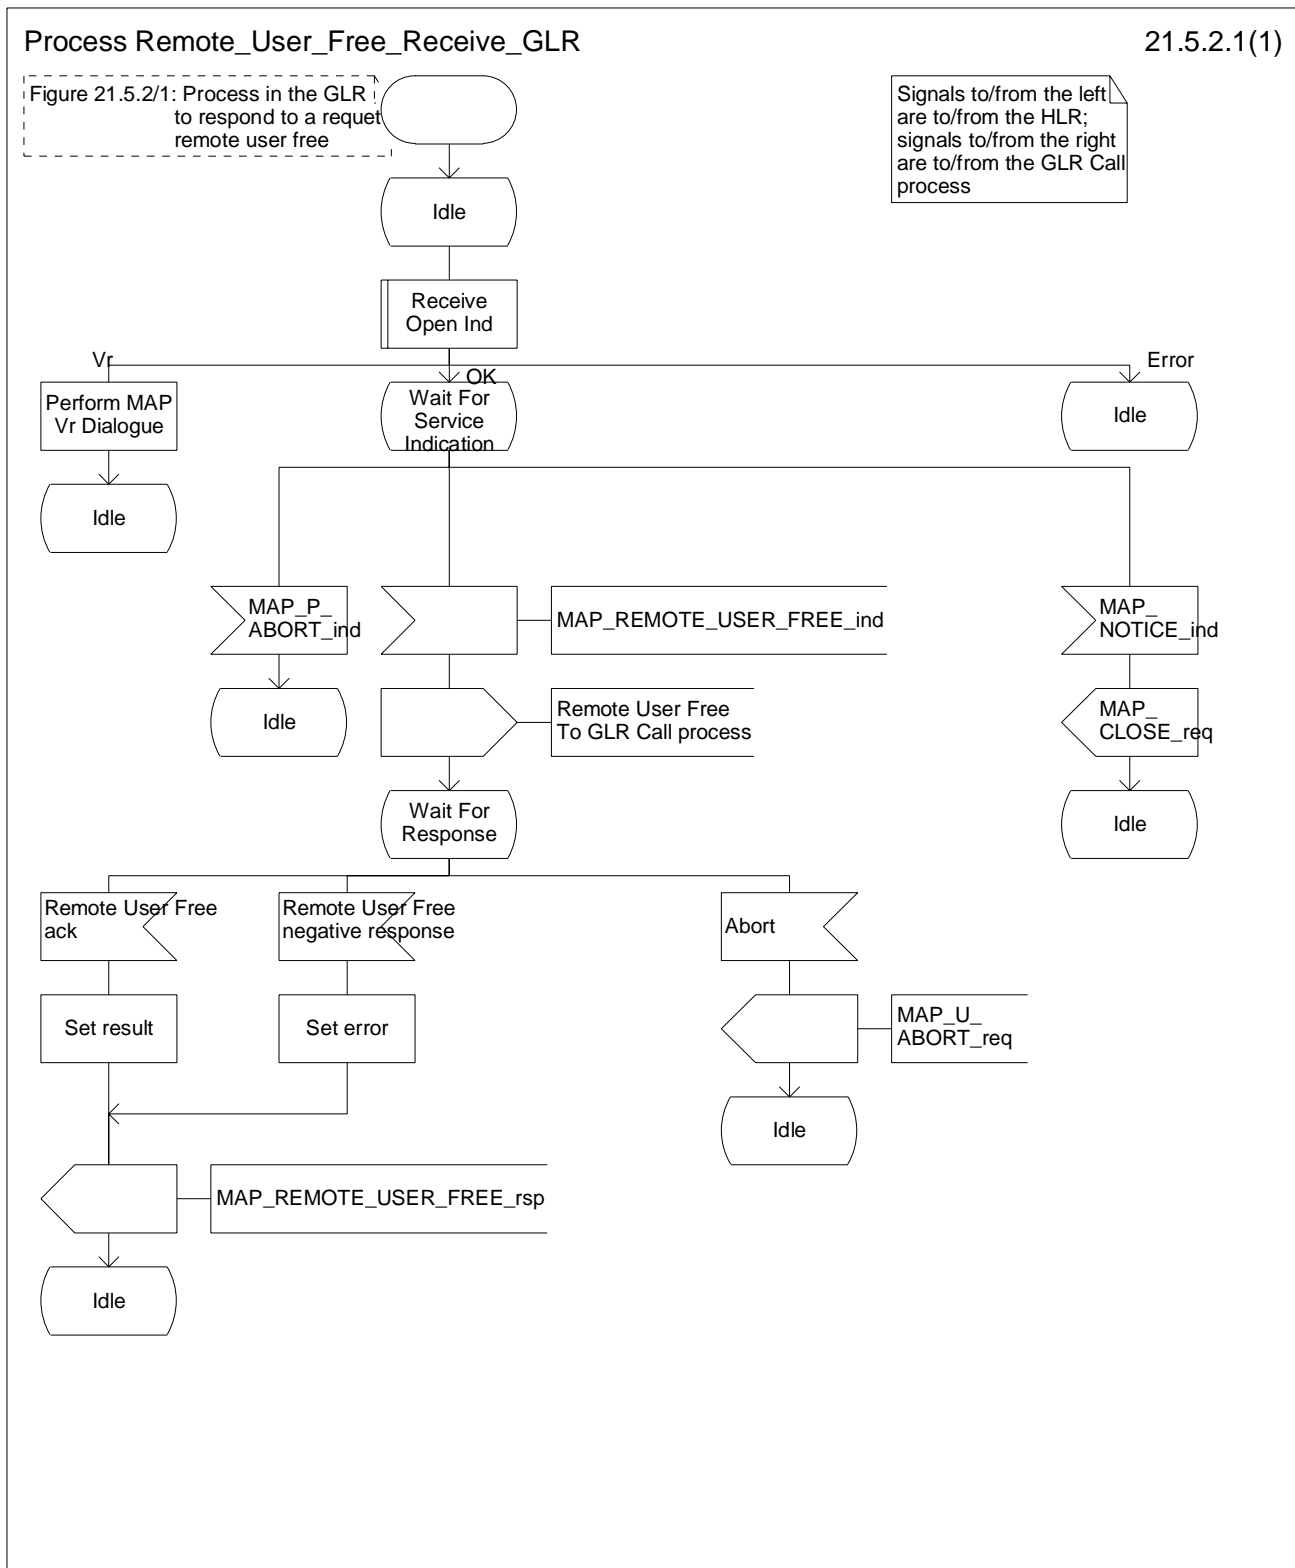 Process Remote_User_Free_Receive_GLR
21.5.2.1(1)
Figure 21.5.2/1: Process in the GLR
to respond to a requet
remote user free
Signals to/from the left
are to/from the HLR;
signals to/from the right
are to/from the GLR Call
process
Idle
Receive
Open Ind
Vr
OK
Error
Perform MAP
Vr Dialogue
Wait For
Service
Indication
Idle
Idle
MAP_P_
ABORT_ind
MAP_REMOTE_USER_FREE_ind
MAP_
NOTICE_ind
Idle
Remote User Free
To GLR Call process
MAP_
CLOSE_req
Wait For
Response
Idle
Remote User Free
ack
Remote User Free
negative response
Abort
Set result
Set error
MAP_U_
ABORT_req
Idle
MAP_REMOTE_USER_FREE_rsp
Idle